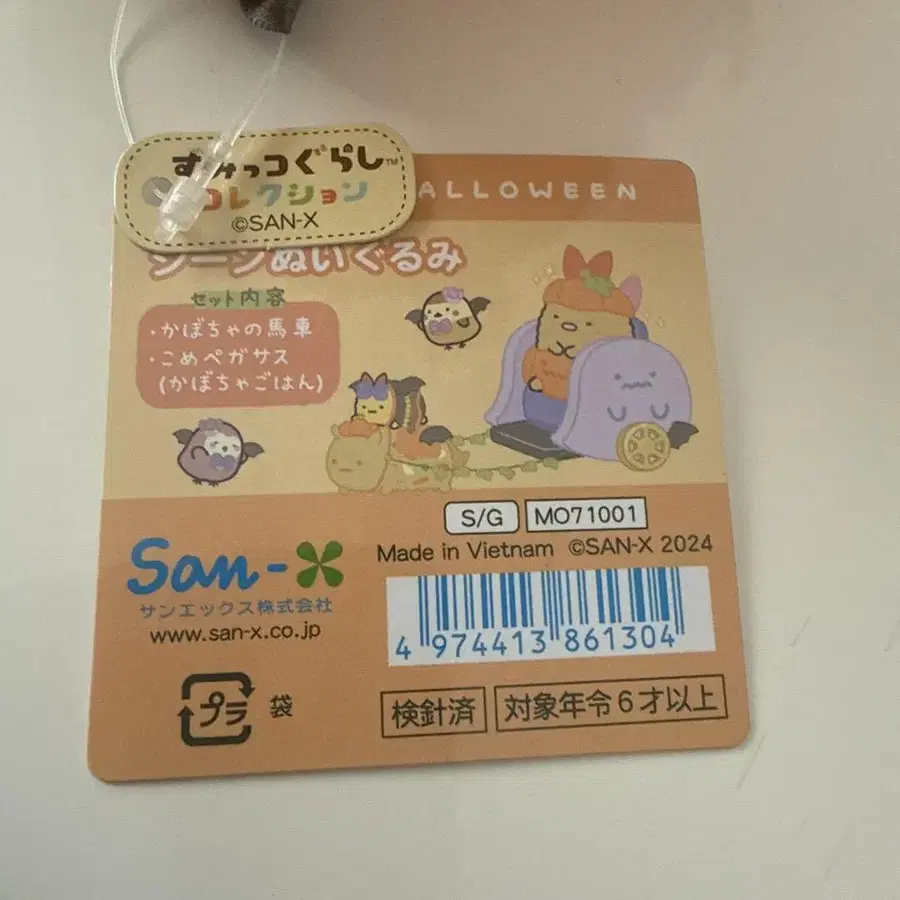 すみっコぐらし™
コレクション
©SAN-X
ALLOWEEN
シーンぬいぐるみ
セット内容
・かぼちゃの馬車
・こめペガサス
(かぼちゃごはん)
S/G MO71001
Made in Vietnam ©SAN-X 2024
San-X
サンエックス株式会社
www.san-x.co.jp
4 974413 861304
プラ 袋
検針済 対象年令6才以上